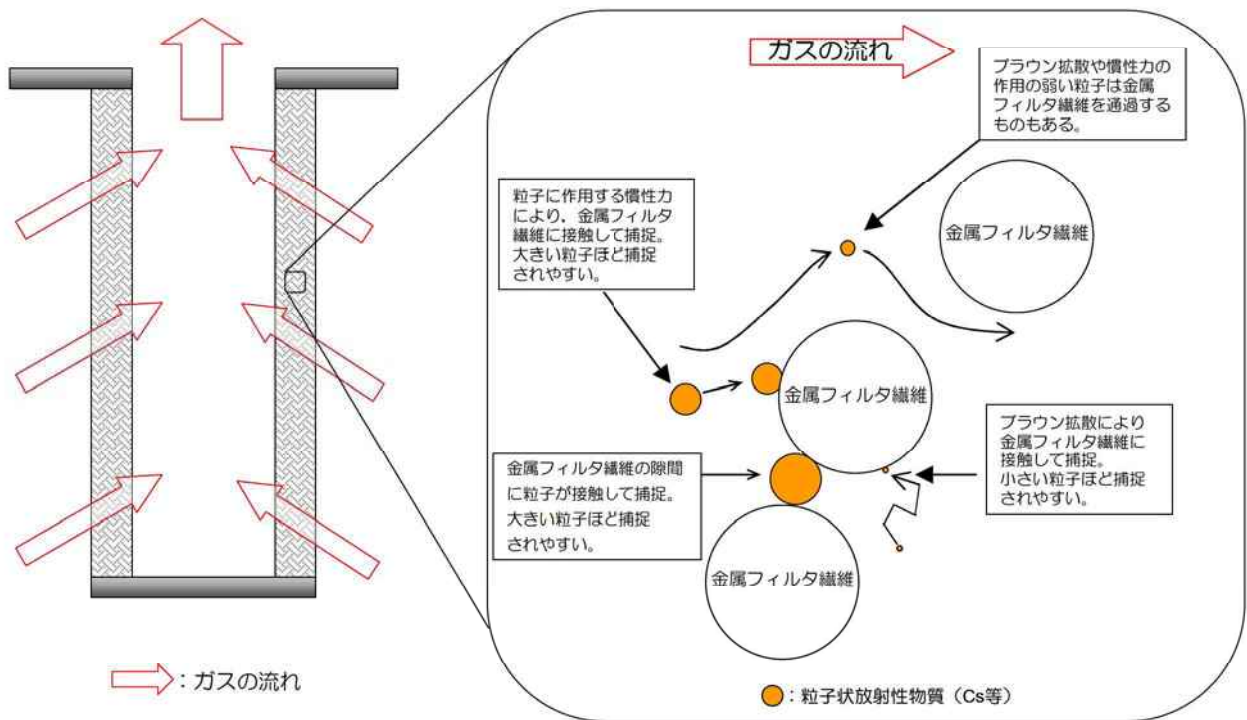 ガスの流れ
ブラウン拡散や慣性力の
作用の弱い粒子は金属
フィルタ繊維を通過する
ものもある。
粒子に作用する慣性力
により、金属フィルタ
繊維に接触して捕捉。
大きい粒子ほど捕捉
されやすい。
金属フィルタ繊維
金属フィルタ繊維
ブラウン拡散により
金属フィルタ繊維に
接触して捕捉。
小さい粒子ほど捕捉
されやすい。
金属フィルタ繊維の隙間
に粒子が接触して捕捉。
大きい粒子ほど捕捉
されやすい。
金属フィルタ繊維
:ガスの流れ
:粒子状放射性物質（Cs等）